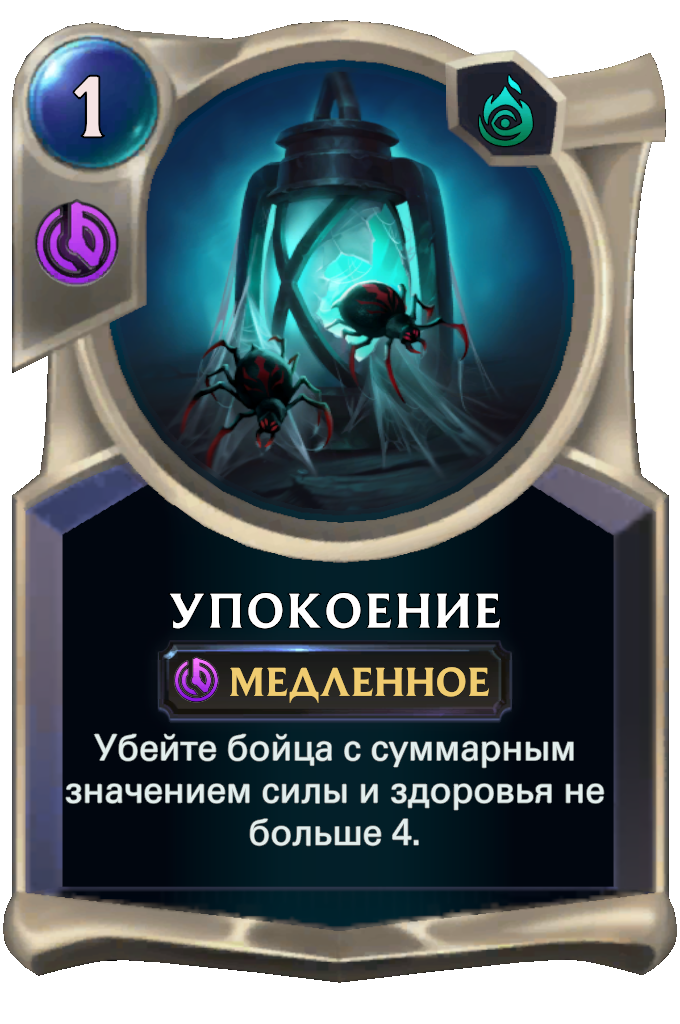 1
УПОКОЕНИЕ
МЕДЛЕННОЕ
Убейте бойца с суммарным
значением силы и здоровья не
больше 4.